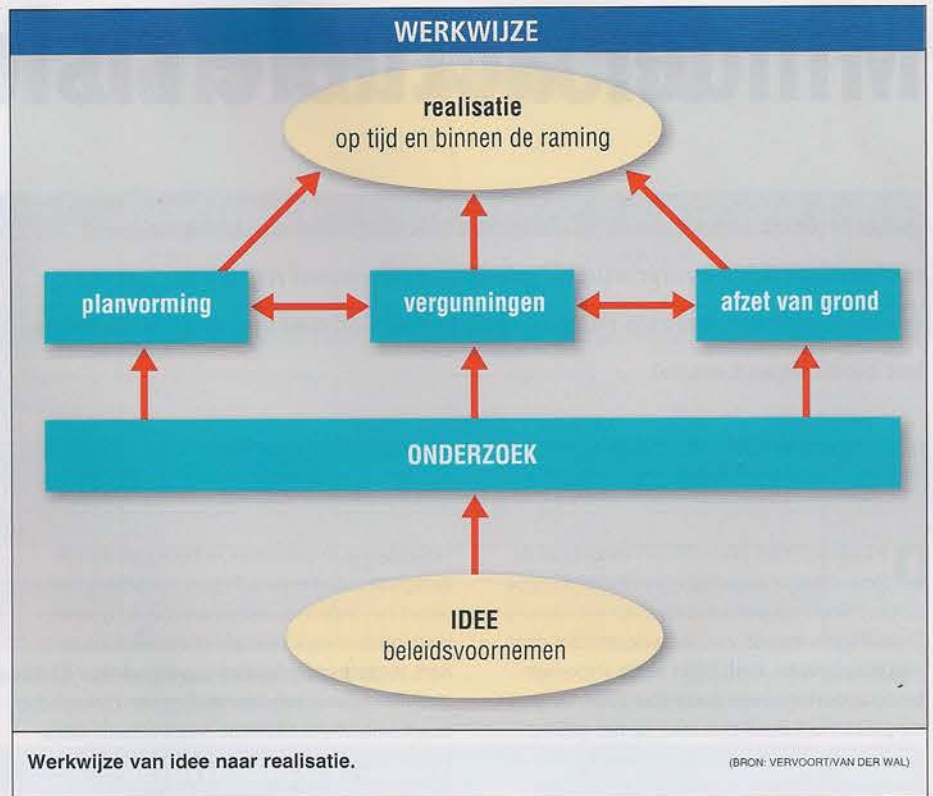 WERKWIJZE
realisatie
op tijd en binnen de raming
planvorming
vergunningen
afzet van grond
ONDERZOEK
IDEE
beleidsvoornemen
Werkwijze van idee naar realisatie.
(BRON: VERVOORT/VAN DER WAL)